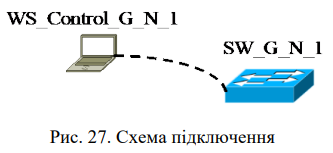 WS_Control_G_N_1
SW_G_N_1
Рис. 27. Схема підключення